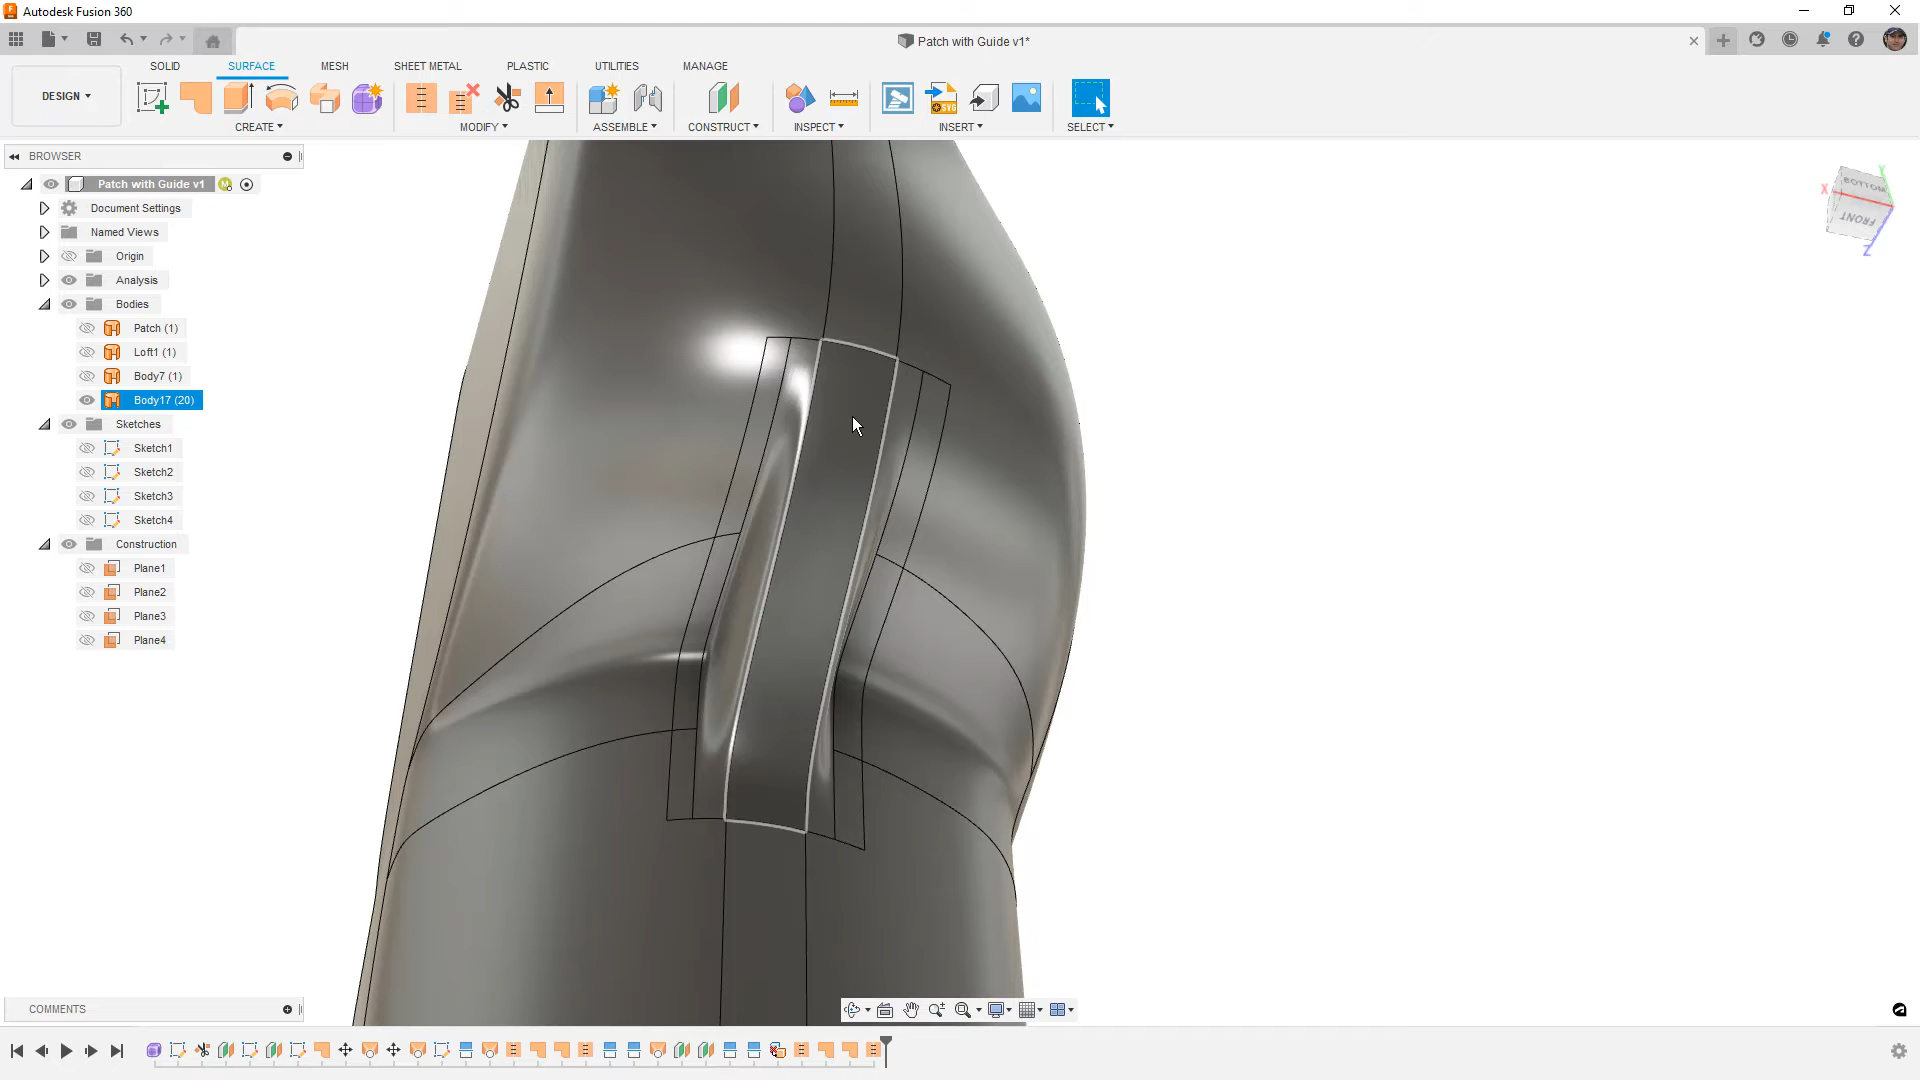 Autodesk Fusion 360
Patch with Guide v1*
DESIGN
SOLID SURFACE MESH SHEET METAL PLASTIC UTILITIES MANAGE
CREATE MODIFY ASSEMBLE CONSTRUCT INSPECT INSERT SELECT
SVG
BROWSER
Patch with Guide v1
Document Settings
Named Views
Origin
Analysis
Bodies
Patch (1)
Loft1 (1)
Body7 (1)
Body17 (20)
Sketches
Sketch1
Sketch2
Sketch3
Sketch4
Construction
Plane1
Plane2
Plane3
Plane4
BOTTOM
FRONT
X
Y
Z
COMMENTS